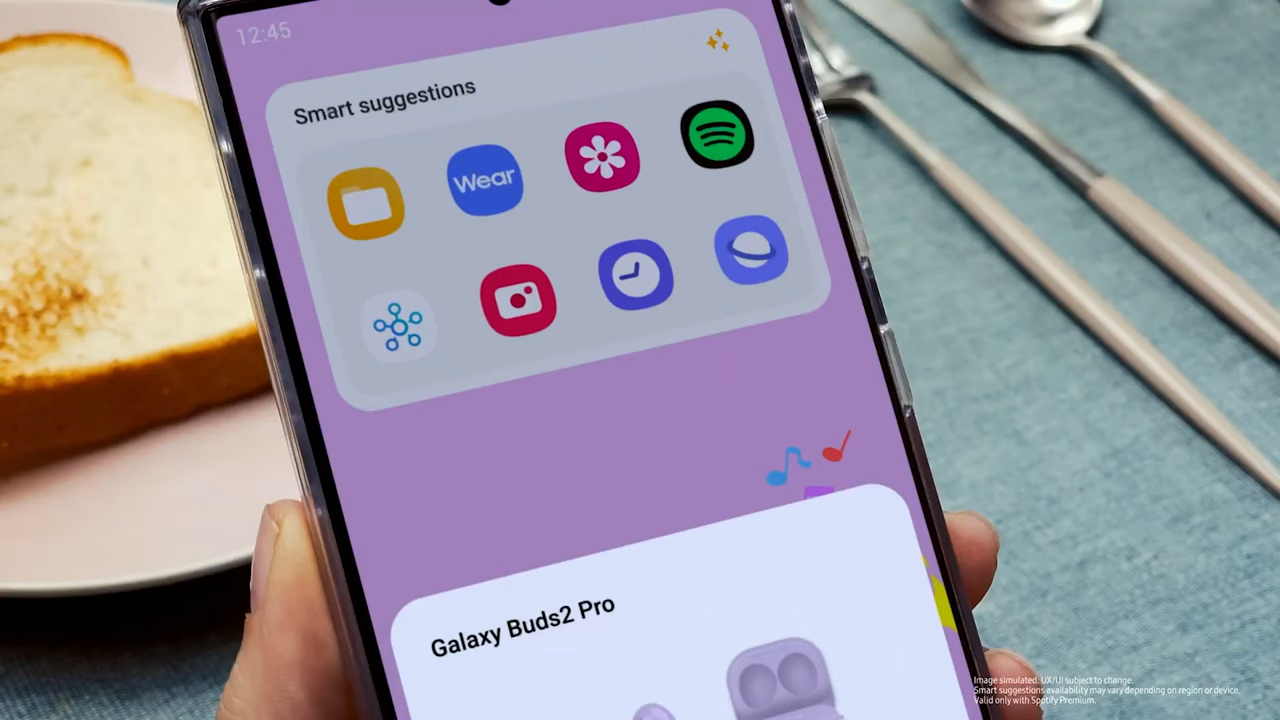 12:45
Smart suggestions
Wear
Galaxy Buds2 Pro
Image simulated. UX/UI subject to change.
Smart suggestions availability may vary depending on region or device.
Valid only with Spotify Premium.